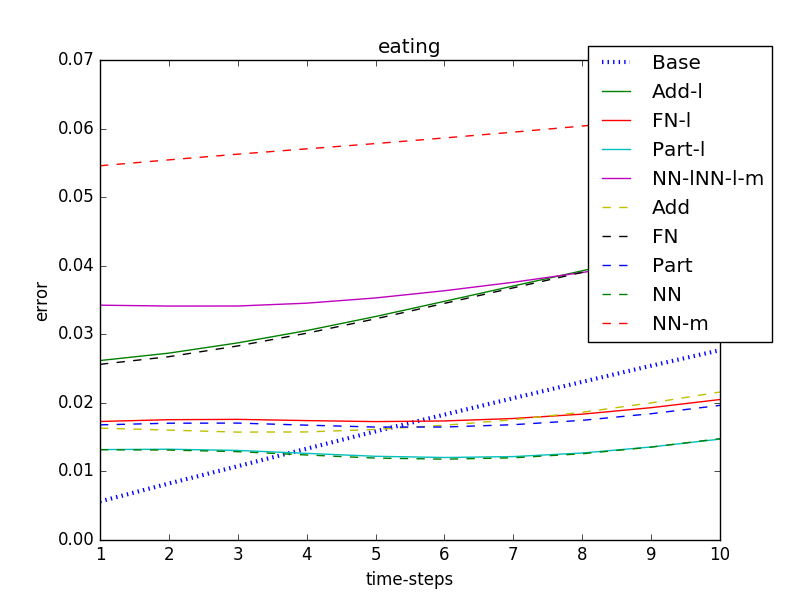 eating
0.07
0.06
0.05
0.04
0.03
0.02
0.01
0.00
error
1 2 3 4 5 6 7 8 9 10
time-steps
Base
Add-l
FN-l
Part-l
NN-lNN-l-m
Add
FN
Part
NN
NN-m